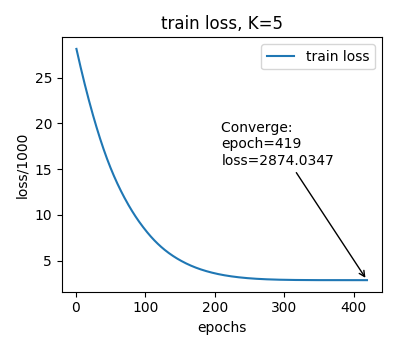 train loss, K=5
train loss
Converge:
epoch=419
loss=2874.0347
loss/1000
25
20
15
10
5
0
100
200
300
400
epochs